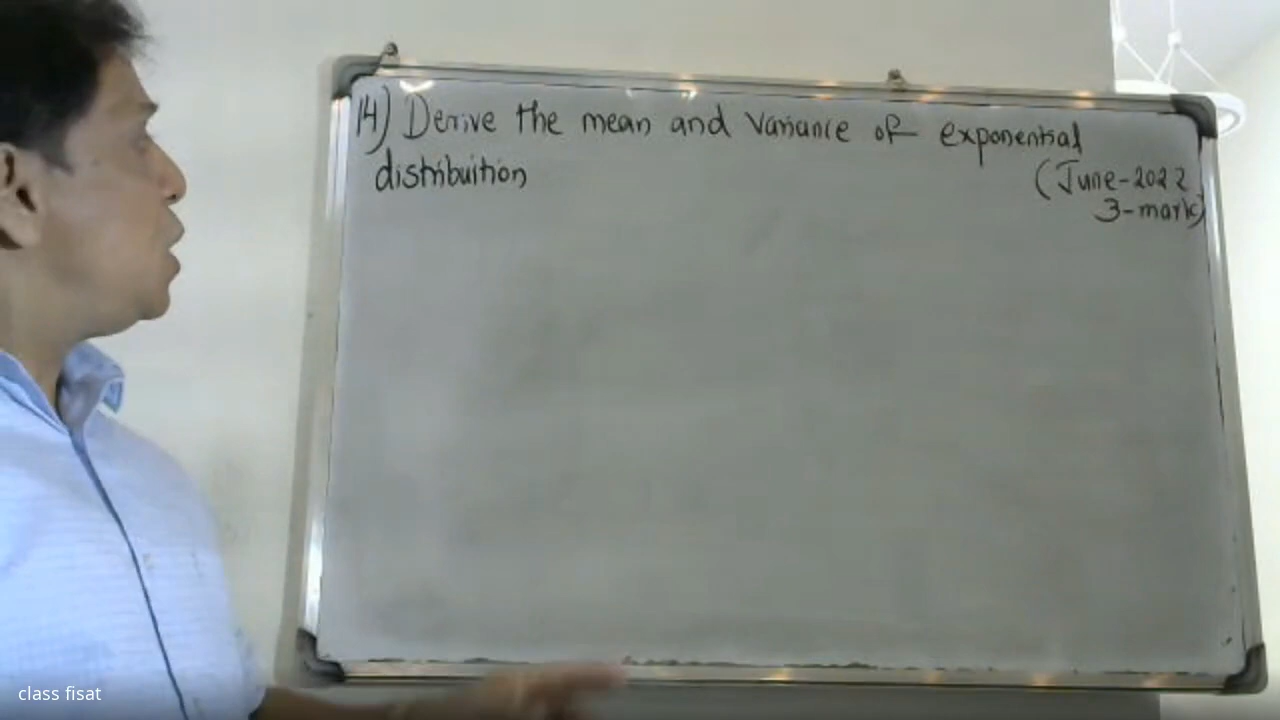 14) Derive the mean and variance of exponential
distribuition
(June-2022
3-mark)
class fisat